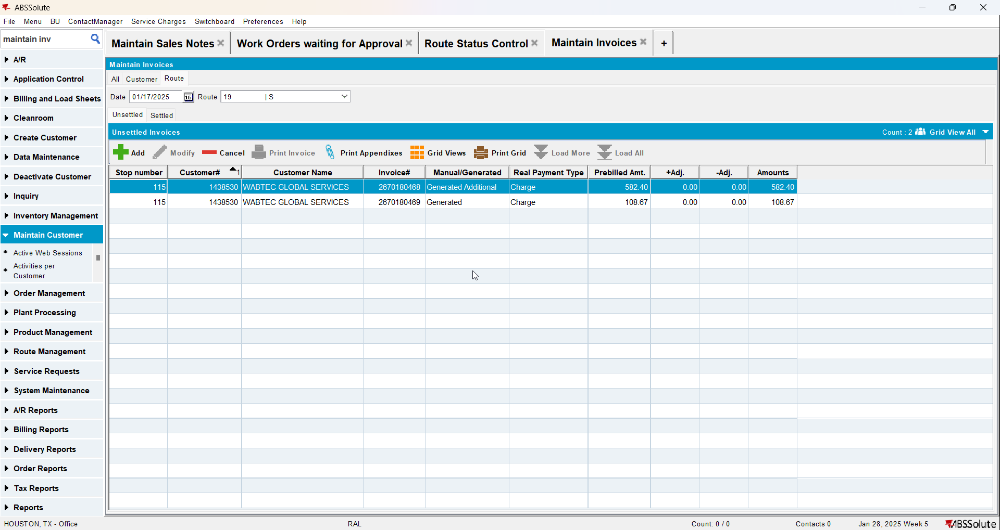 ABSSolute
File Menu BU ContactManager Service Charges Switchboard Preferences Help
maintain inv
Maintain Sales Notes Work Orders waiting for Approval Route Status Control Maintain Invoices +
A/R
Application Control
Billing and Load Sheets
Cleanroom
Create Customer
Data Maintenance
Deactivate Customer
Inquiry
Inventory Management
Maintain Customer
Active Web Sessions
Activities per
Customer
Order Management
Plant Processing
Product Management
Route Management
Service Requests
System Maintenance
A/R Reports
Billing Reports
Delivery Reports
Order Reports
Tax Reports
Reports
Maintain Invoices
All Customer Route
Date 01/17/2025 16 Route 19 | S
Unsettled Settled
Unsettled Invoices Count : 2 Grid View All
Add Modify Cancel Print Invoice Print Appendixes Grid Views Print Grid Load More Load All
Stop number Customer# 1 Customer Name Invoice# Manual/Generated Real Payment Type Prebilled Amt. +Adj. -Adj. Amounts
115 1438530 WABTEC GLOBAL SERVICES 2670180468 Generated Additional Charge 582.40 0.00 0.00 582.40
115 1438530 WABTEC GLOBAL SERVICES 2670180469 Generated Charge 108.67 0.00 0.00 108.67
HOUSTON, TX - Office RAL Count: 0 / 0 Contacts 0 Jan 28, 2025 Week 5 ABSSolute